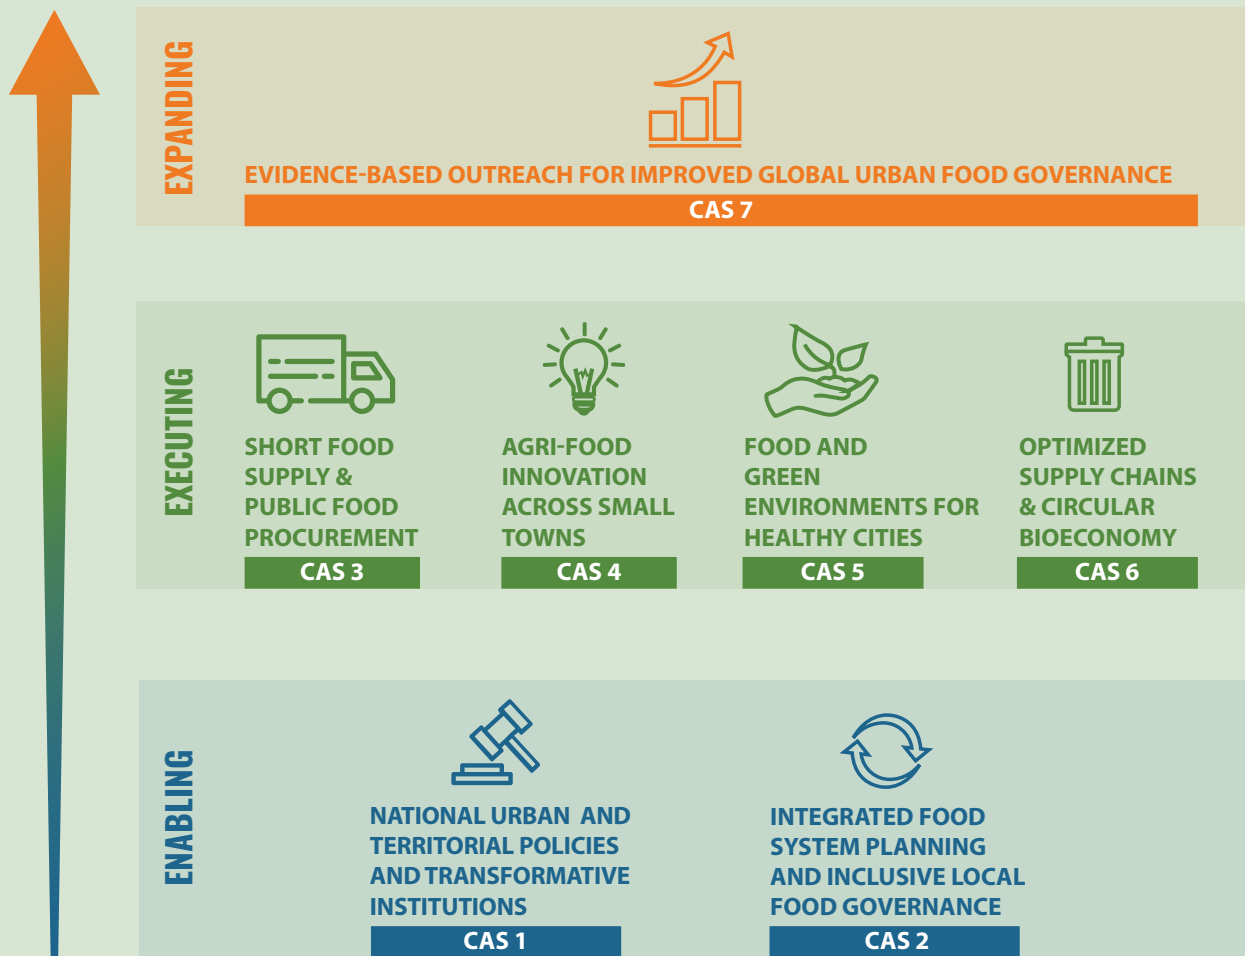 EXPANDING
EVIDENCE-BASED OUTREACH FOR IMPROVED GLOBAL URBAN FOOD GOVERNANCE
CAS 7
EXECUTING
SHORT FOOD
SUPPLY &
PUBLIC FOOD
PROCUREMENT
CAS 3
AGRI-FOOD
INNOVATION
ACROSS SMALL
TOWNS
CAS 4
FOOD AND
GREEN
ENVIRONMENTS FOR
HEALTHY CITIES
CAS 5
OPTIMIZED
SUPPLY CHAINS
& CIRCULAR
BIOECONOMY
CAS 6
ENABLING
NATIONAL URBAN AND
TERRITORIAL POLICIES
AND TRANSFORMATIVE
INSTITUTIONS
CAS 1
INTEGRATED FOOD
SYSTEM PLANNING
AND INCLUSIVE LOCAL
FOOD GOVERNANCE
CAS 2